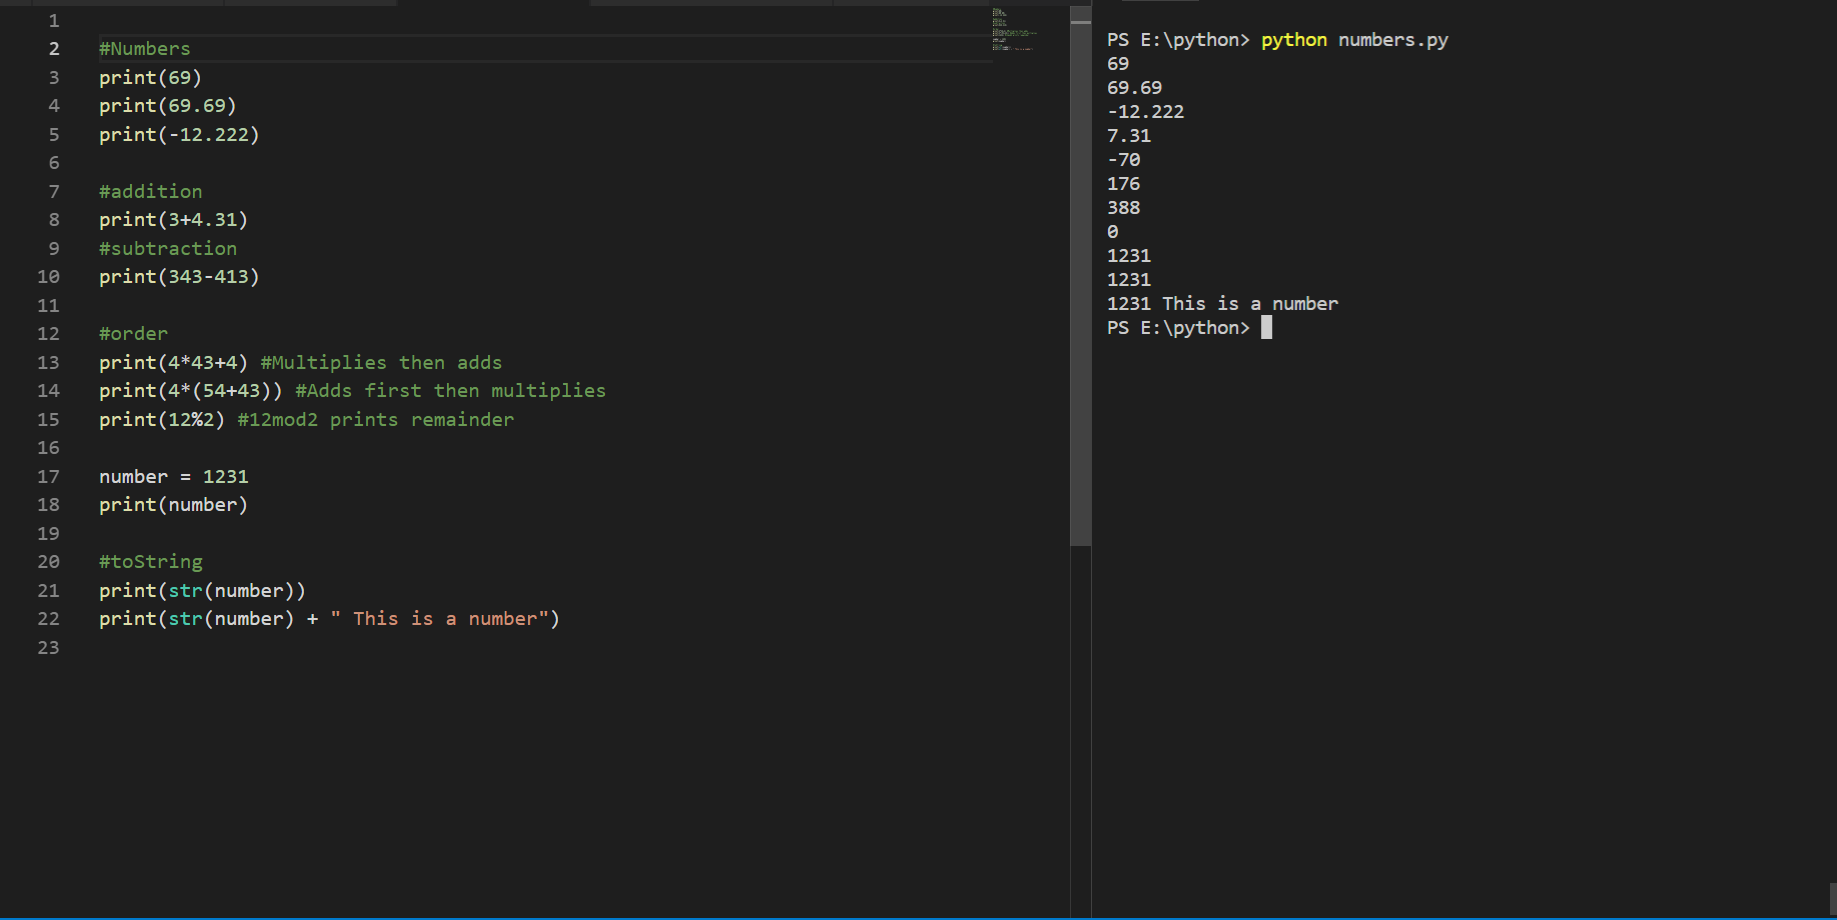 1
2 #Numbers
3 print(69)
4 print(69.69)
5 print(-12.222)
6
7 #addition
8 print(3+4.31)
9 #subtraction
10 print(343-413)
11
12 #order
13 print(4*43+4) #Multiplies then adds
14 print(4*(54+43)) #Adds first then multiplies
15 print(12%2) #12mod2 prints remainder
16
17 number = 1231
18 print(number)
19
20 #toString
21 print(str(number))
22 print(str(number) + " This is a number")
23
PS E:\python> python numbers.py
69
69.69
-12.222
7.31
-70
176
388
0
1231
1231
1231 This is a number
PS E:\python>